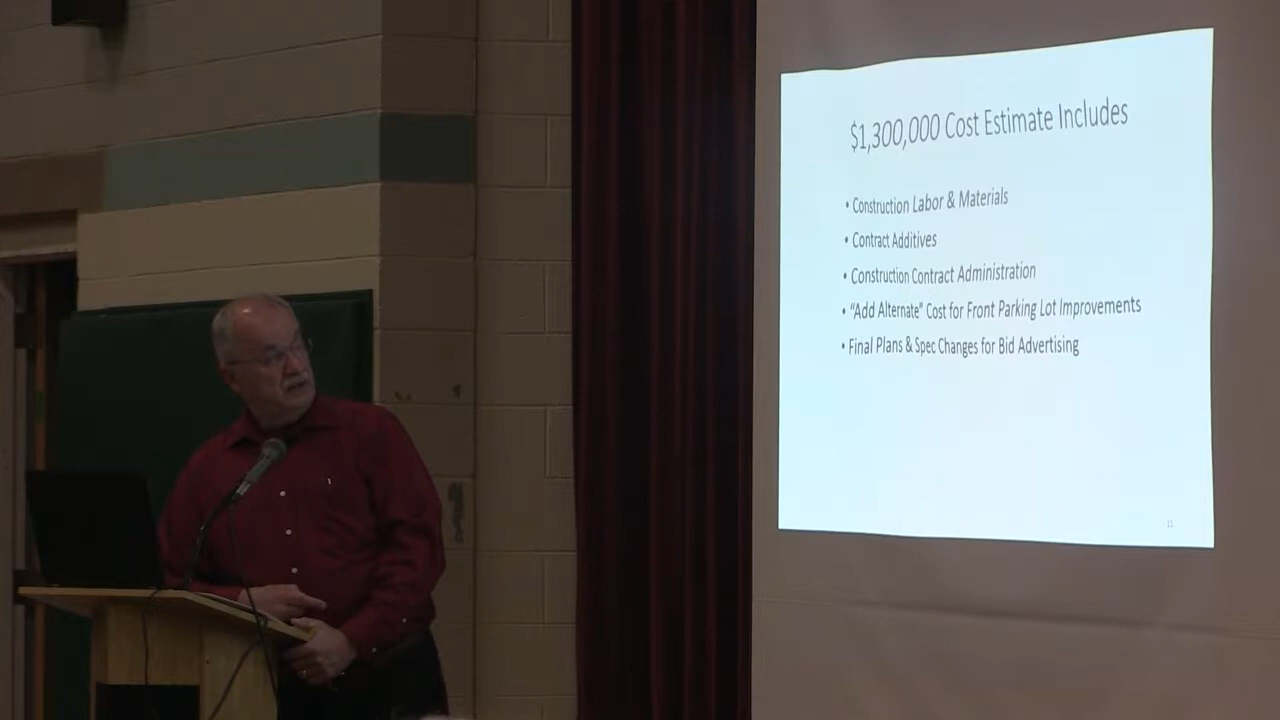 $1,300,000 Cost Estimate Includes
• Construction Labor & Materials
• Contract Additives
• Construction Contract Administration
• “Add Alternate” Cost for Front Parking Lot Improvements
• Final Plans & Spec Changes for Bid Advertising
11